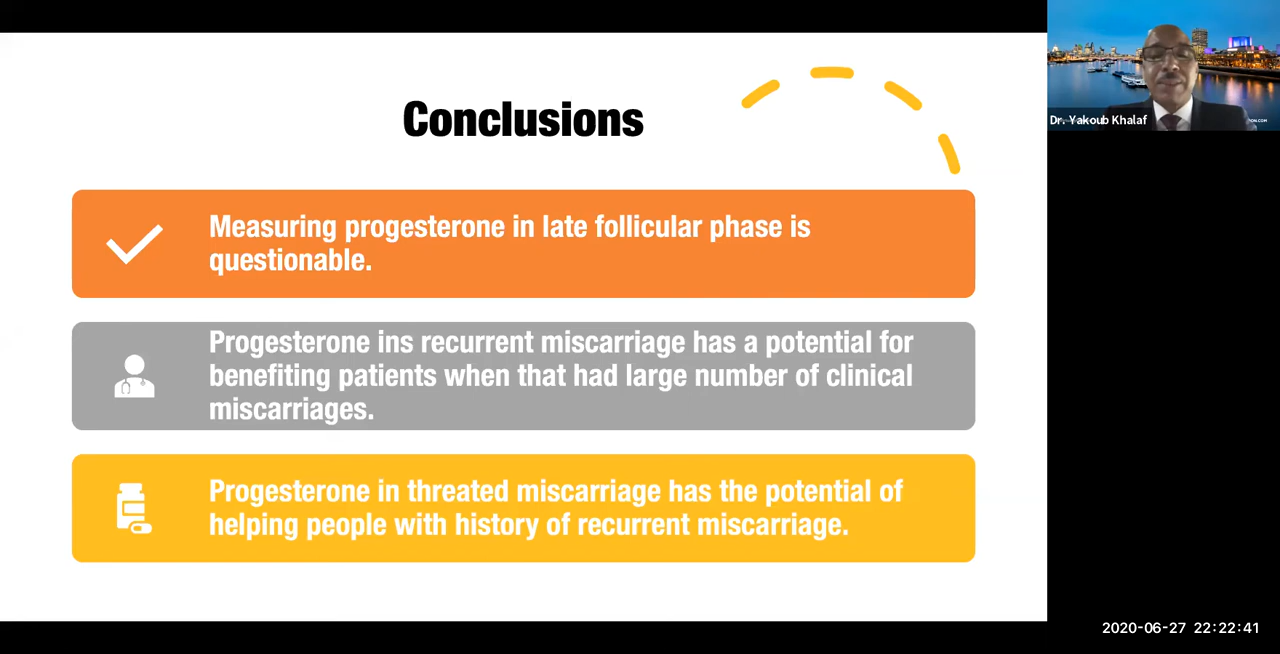 Conclusions
Measuring progesterone in late follicular phase is
questionable.
Progesterone ins recurrent miscarriage has a potential for
benefiting patients when that had large number of clinical
miscarriages.
Progesterone in threated miscarriage has the potential of
helping people with history of recurrent miscarriage.
Dr. Yakoub Khalaf
2020-06-27 22:22:41